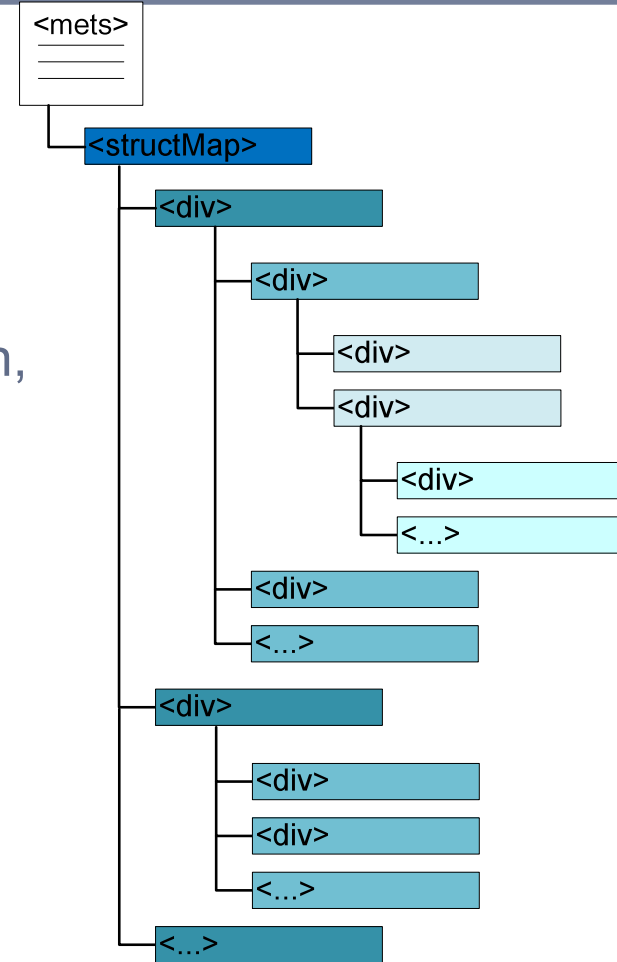 <mets>
<structMap>
<div>
<div>
n,
<div>
<div>
<div>
<...>
<div>
<...>
<div>
<div>
<div>
<...>
<...>